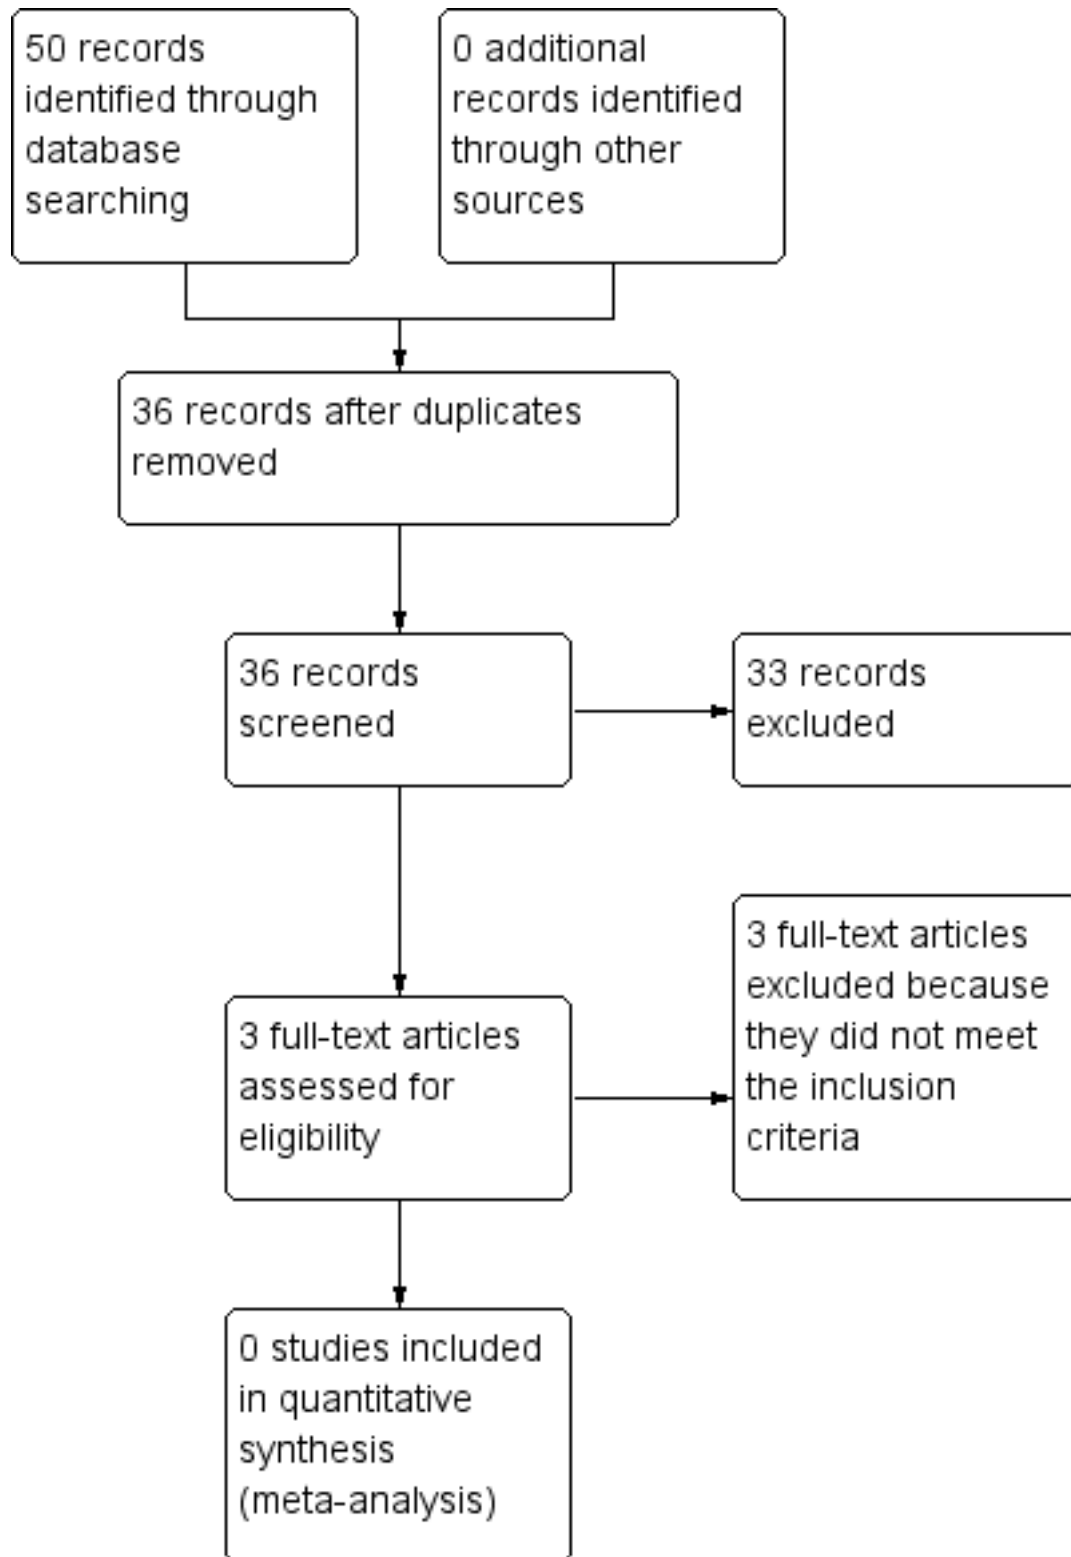 50 records
identified through
database
searching
0 additional
records identified
through other
sources
36 records after duplicates
removed
36 records
screened
33 records
excluded
3 full-text articles
assessed for
eligibility
3 full-text articles
excluded because
they did not meet
the inclusion
criteria
0 studies included
in quantitative
synthesis
(meta-analysis)